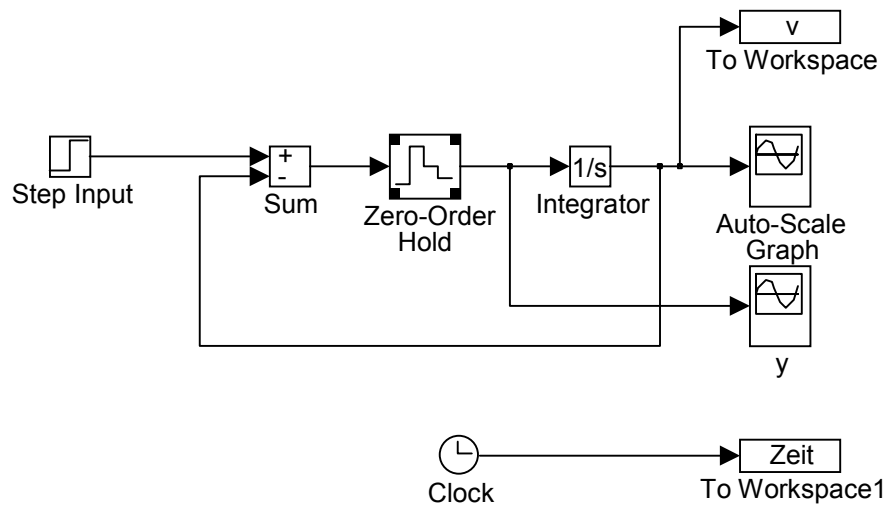 v
To Workspace
+
-
1/s
Step Input
Sum
Zero-Order
Hold
Integrator
Auto-Scale
Graph
y
Zeit
Clock
To Workspace1